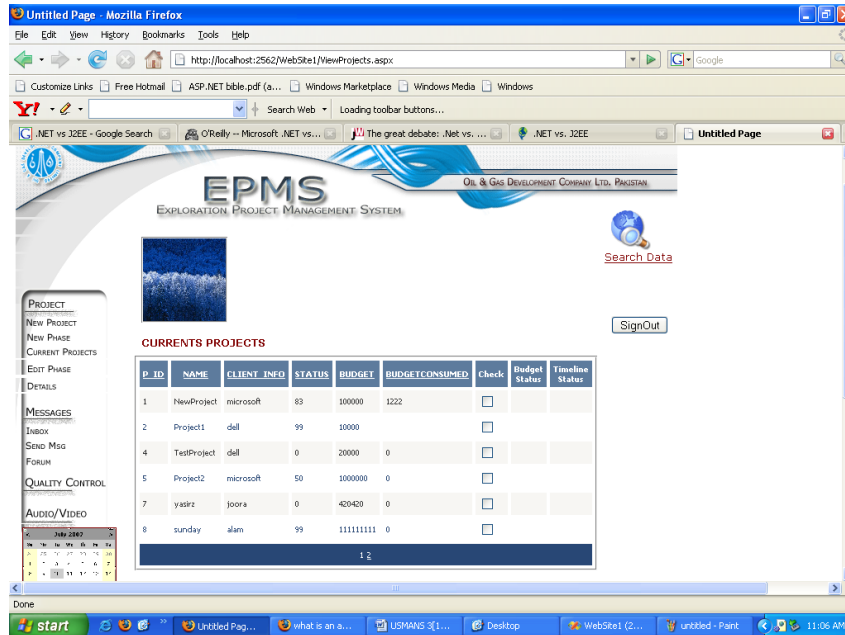 Untitled Page - Mozilla Firefox
File Edit View History Bookmarks Tools Help
http://localhost:2562/WebSite1/ViewProjects.aspx
Google
Customize Links Free Hotmail ASP.NET bible.pdf (a... Windows Marketplace Windows Media Windows
Y! Search Web Loading toolbar buttons...
.NET vs J2EE - Google Search O'Reilly -- Microsoft .NET vs... The great debate: .Net vs. ... .NET vs. J2EE Untitled Page
OIL & GAS DEVELOPMENT COMPANY LTD. PAKISTAN
EPMS
EXPLORATION PROJECT MANAGEMENT SYSTEM
Search Data
SignOut
PROJECT
NEW PROJECT
NEW PHASE
CURRENT PROJECTS
EDIT PHASE
DETAILS
MESSAGES
INBOX
SEND MSG
FORUM
QUALITY CONTROL
AUDIO/VIDEO
July 2007
CURRENTS PROJECTS
P_ID NAME CLIENT_INFO STATUS BUDGET BUDGETCONSUMED Check Budget Status Timeline Status
1 NewProject microsoft 83 100000 1222
2 Project1 dell 99 10000
4 TestProject dell 0 20000 0
5 Project2 microsoft 50 1000000 0
7 yasirz joora 0 420420 0
8 sunday alam 99 111111111 0
1 2
Done
start Untitled Pag... what is an a... USMANS 3[1... Desktop WebSite1 (2... untitled - Paint 11:06 AM